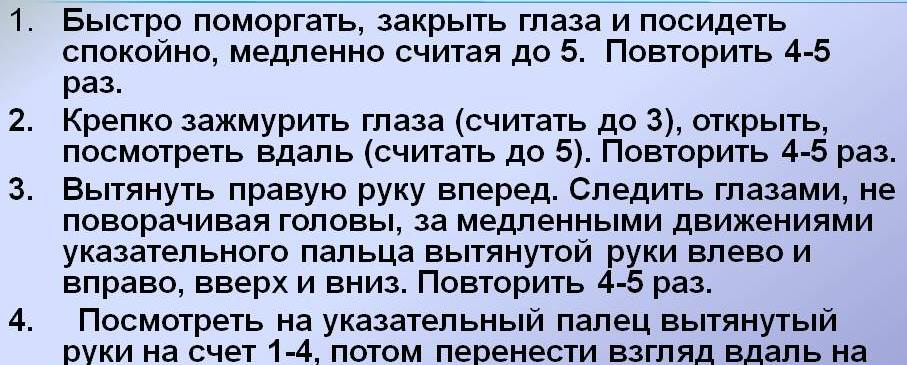 1. Быстро поморгать, закрыть глаза и посидеть
спокойно, медленно считая до 5. Повторить 4-5
раз.
2. Крепко зажмурить глаза (считать до 3), открыть,
посмотреть вдаль (считать до 5). Повторить 4-5 раз.
3. Вытянуть правую руку вперед. Следить глазами, не
поворачивая головы, за медленными движениями
указательного пальца вытянутой руки влево и
вправо, вверх и вниз. Повторить 4-5 раз.
4. Посмотреть на указательный палец вытянутый
руки на счет 1-4, потом перенести взгляд вдаль на